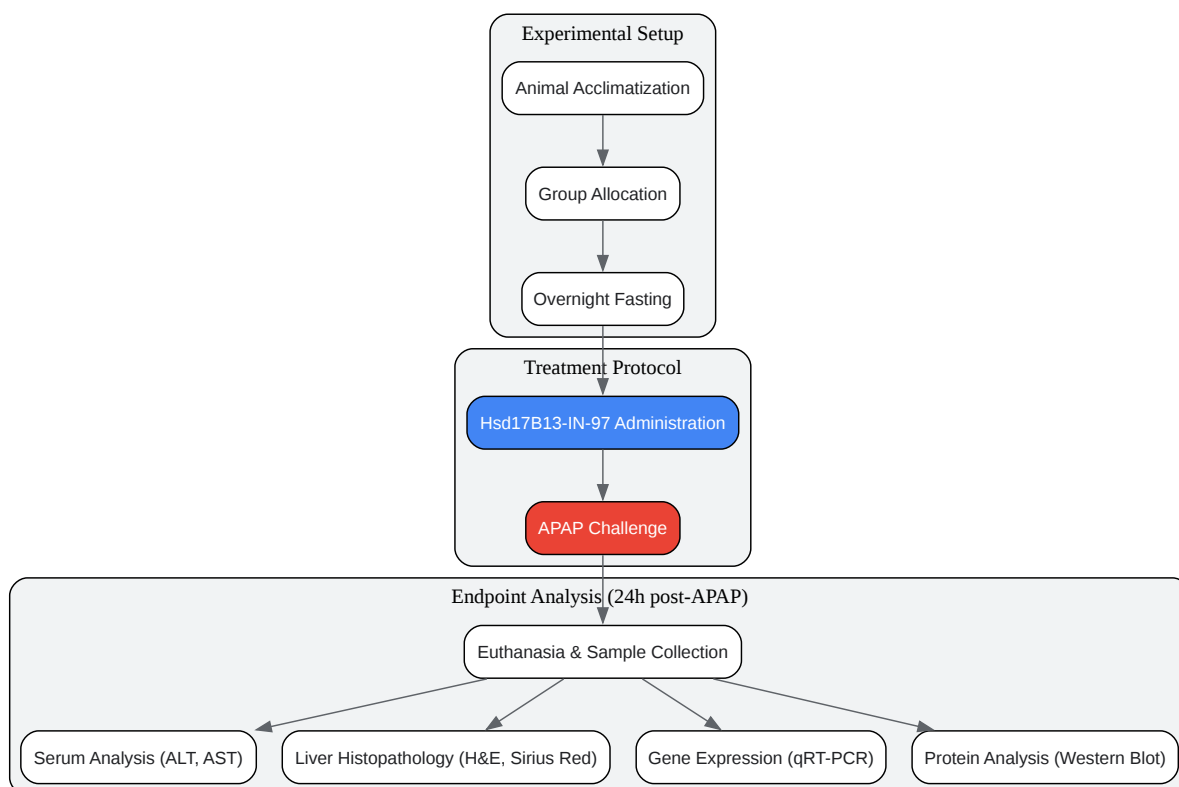 Experimental Setup
Animal Acclimatization
Group Allocation
Overnight Fasting
Treatment Protocol
Hsd17B13-IN-97 Administration
APAP Challenge
Endpoint Analysis (24h post-APAP)
Euthanasia & Sample Collection
Serum Analysis (ALT, AST)
Liver Histopathology (H&E, Sirius Red)
Gene Expression (qRT-PCR)
Protein Analysis (Western Blot)